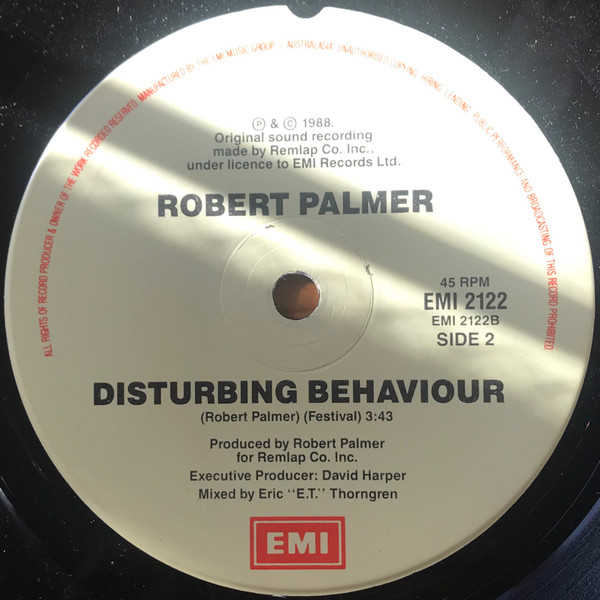 ALL RIGHTS OF RECORD PRODUCER & OWNER OF THE WORK RECORDED RESERVED. MANUFACTURED BY THE EMI MUSIC GROUP - AUSTRALASIA. UNAUTHORISED COPYING, HIRING, LENDING, PUBLIC PERFORMANCE AND BROADCASTING OF THIS RECORD PROHIBITED
Ⓟ & © 1988.
Original sound recording
made by Remlap Co. Inc.,
under licence to EMI Records Ltd.
ROBERT PALMER
45 RPM
EMI 2122
EMI 2122B
SIDE 2
DISTURBING BEHAVIOUR
(Robert Palmer) (Festival) 3:43
Produced by Robert Palmer
for Remlap Co. Inc.
Executive Producer: David Harper
Mixed by Eric "E.T." Thorngren
EMI